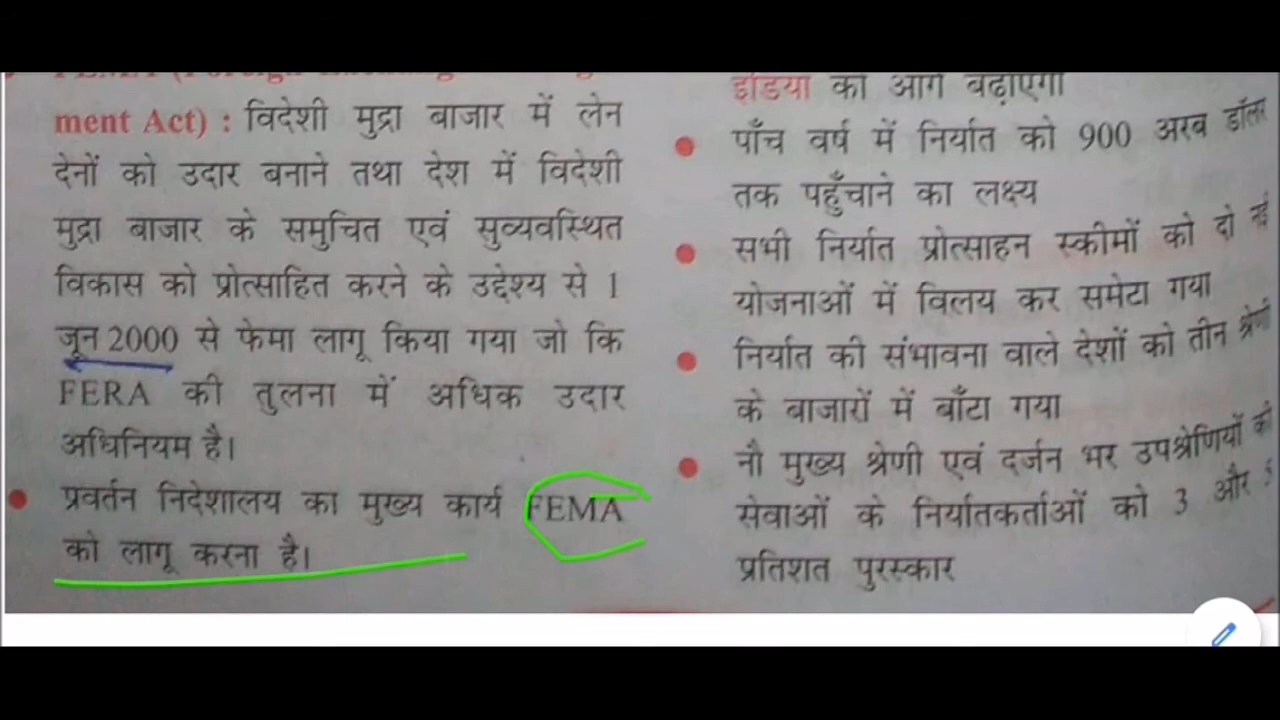 ment Act) : विदेशी मुद्रा बाजार में लेन
देनों को उदार बनाने तथा देश में विदेशी
मुद्रा बाजार के समुचित एवं सुव्यवस्थित
विकास को प्रोत्साहित करने के उद्देश्य से 1
जून 2000 से फेमा लागू किया गया जो कि
FERA की तुलना में अधिक उदार
अधिनियम है।
प्रवर्तन निदेशालय का मुख्य कार्य FEMA
को लागू करना है।
इंडिया को आगे बढ़ाएगा
पाँच वर्ष में निर्यात को 900 अरब डॉलर
तक पहुँचाने का लक्ष्य
सभी निर्यात प्रोत्साहन स्कीमों को दो नई
योजनाओं में विलय कर समेटा गया
निर्यात की संभावना वाले देशों को तीन श्रेणी
के बाजारों में बाँटा गया
नौ मुख्य श्रेणी एवं दर्जन भर उपश्रेणियों की
सेवाओं के निर्यातकर्ताओं को 3 और
प्रतिशत पुरस्कार